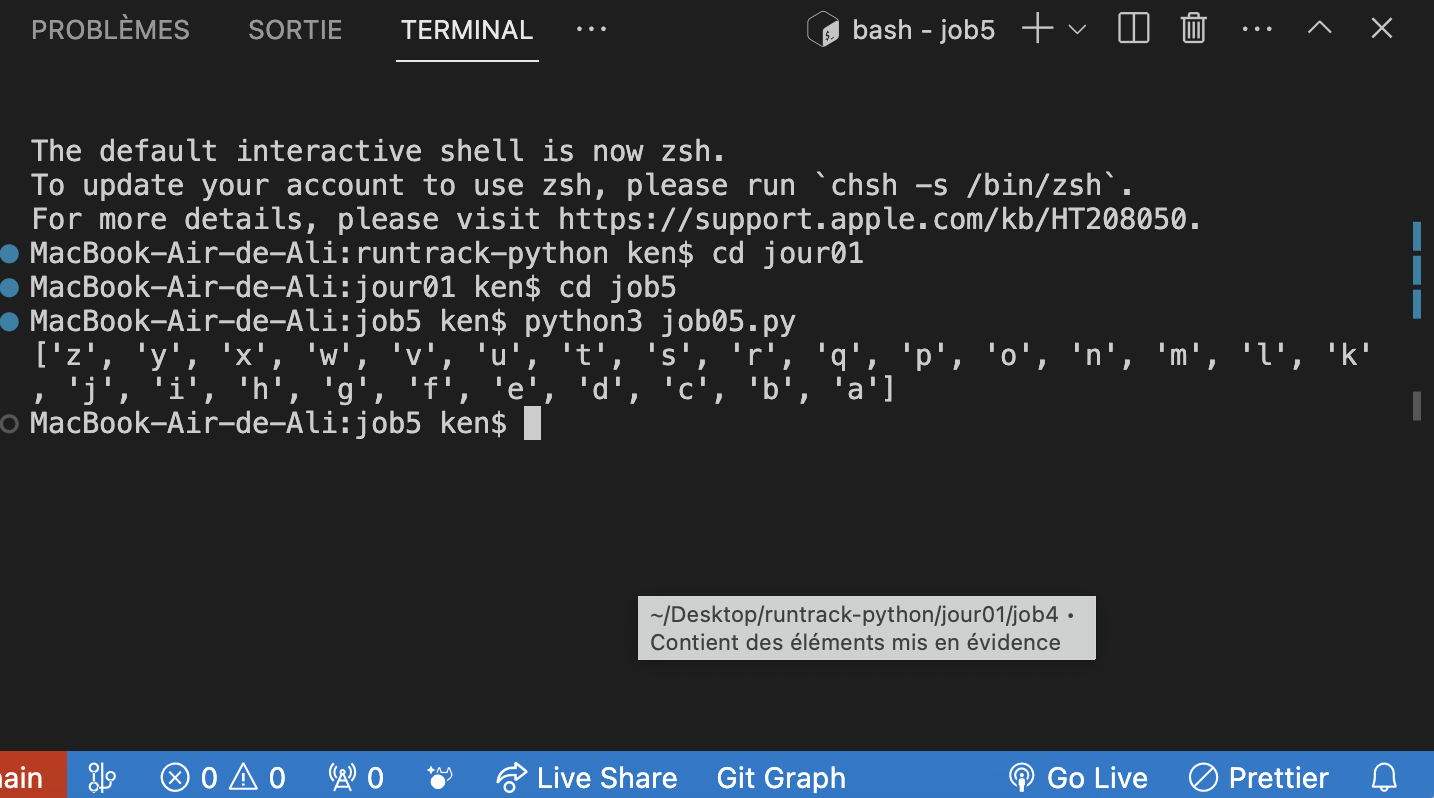 PROBLÈMES SORTIE TERMINAL ··· bash - job5 ···
The default interactive shell is now zsh.
To update your account to use zsh, please run `chsh -s /bin/zsh`.
For more details, please visit https://support.apple.com/kb/HT208050.
MacBook-Air-de-Ali:runtrack-python ken$ cd jour01
MacBook-Air-de-Ali:jour01 ken$ cd job5
MacBook-Air-de-Ali:job5 ken$ python3 job05.py
['z', 'y', 'x', 'w', 'v', 'u', 't', 's', 'r', 'q', 'p', 'o', 'n', 'm', 'l', 'k'
, 'j', 'i', 'h', 'g', 'f', 'e', 'd', 'c', 'b', 'a']
MacBook-Air-de-Ali:job5 ken$
~/Desktop/runtrack-python/jour01/job4 •
Contient des éléments mis en évidence
ain 0 0 0 Live Share Git Graph Go Live Prettier